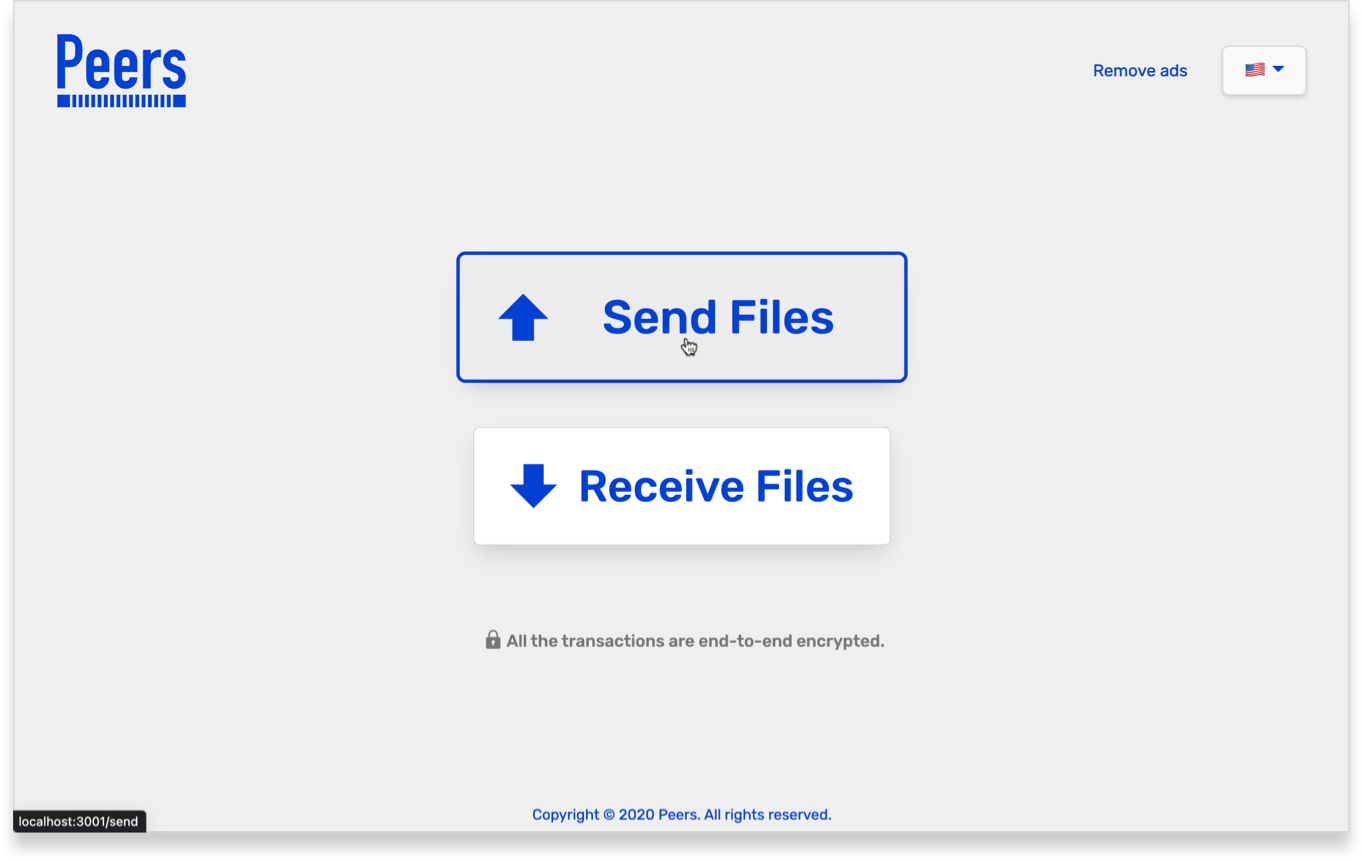 Peers
Remove ads
Send Files
Receive Files
All the transactions are end-to-end encrypted.
Copyright © 2020 Peers. All rights reserved.
localhost:3001/send